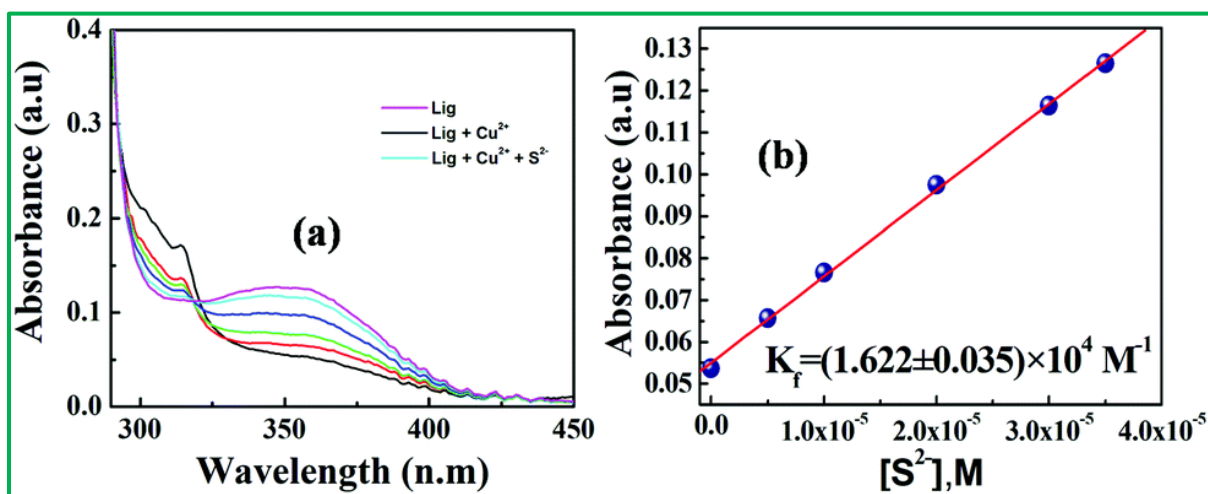 Absorbance (a.u)
0.4
0.3
0.2
0.1
0.0
Lig
Lig + Cu²⁺
Lig + Cu²⁺ + S²⁻
(a)
300
350
400
450
Wavelength (n.m)
Absorbance (a.u)
0.13
0.12
0.11
0.10
0.09
0.08
0.07
0.06
0.05
(b)
K_f=(1.622±0.035)×10⁴ M⁻¹
0.0
1.0x10⁻⁵
2.0x10⁻⁵
3.0x10⁻⁵
4.0x10⁻⁵
[S²⁻],M